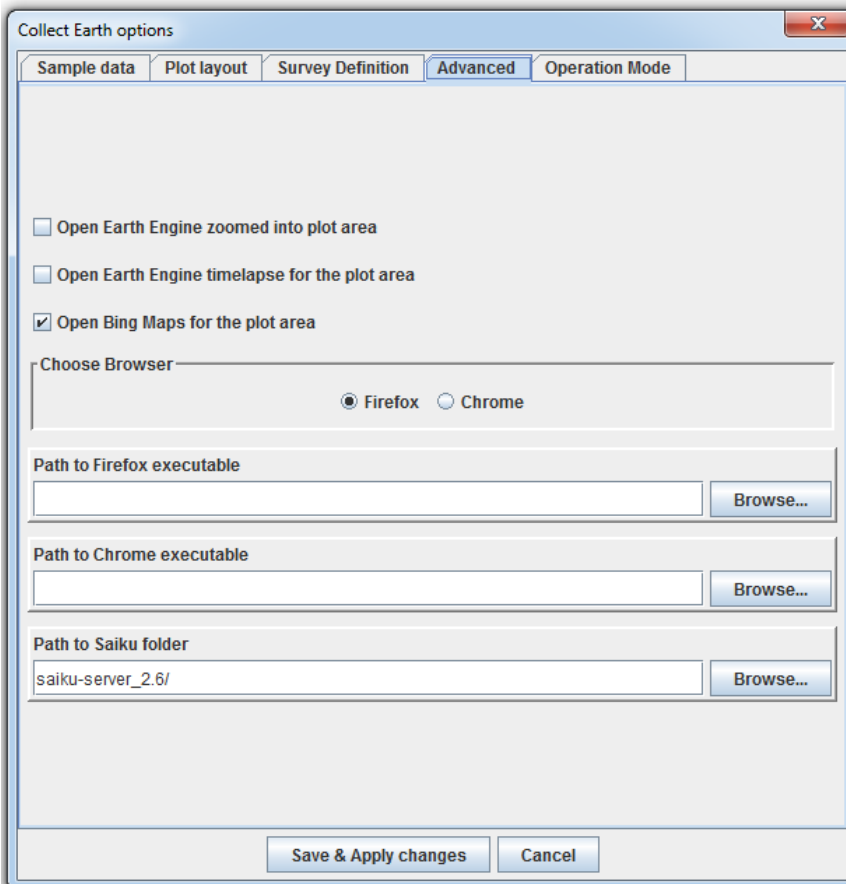 Collect Earth options
Sample data Plot layout Survey Definition Advanced Operation Mode
Open Earth Engine zoomed into plot area
Open Earth Engine timelapse for the plot area
Open Bing Maps for the plot area
Choose Browser
Firefox Chrome
Path to Firefox executable
Browse...
Path to Chrome executable
Browse...
Path to Saiku folder
saiku-server_2.6/ Browse...
Save & Apply changes Cancel